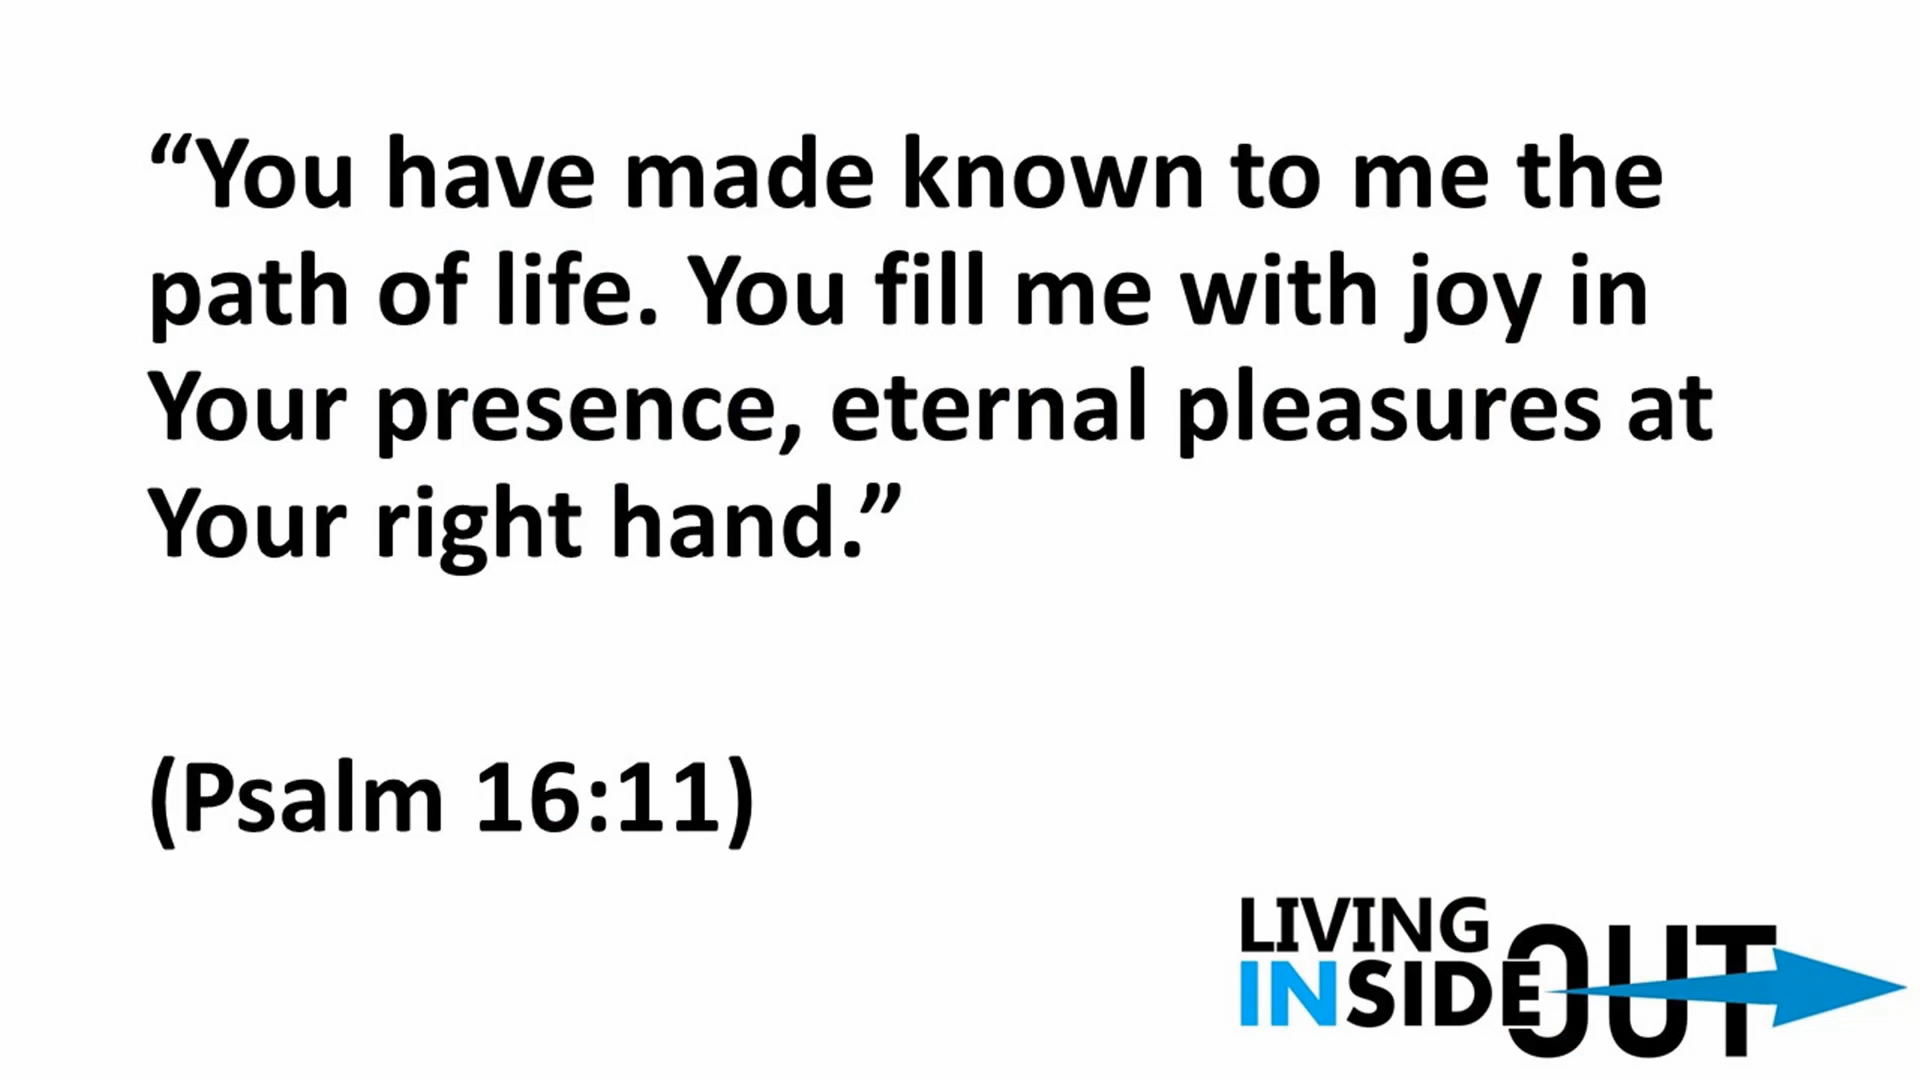 “You have made known to me the
path of life. You fill me with joy in
Your presence, eternal pleasures at
Your right hand.”
(Psalm 16:11)
LIVING
INSIDE OUT